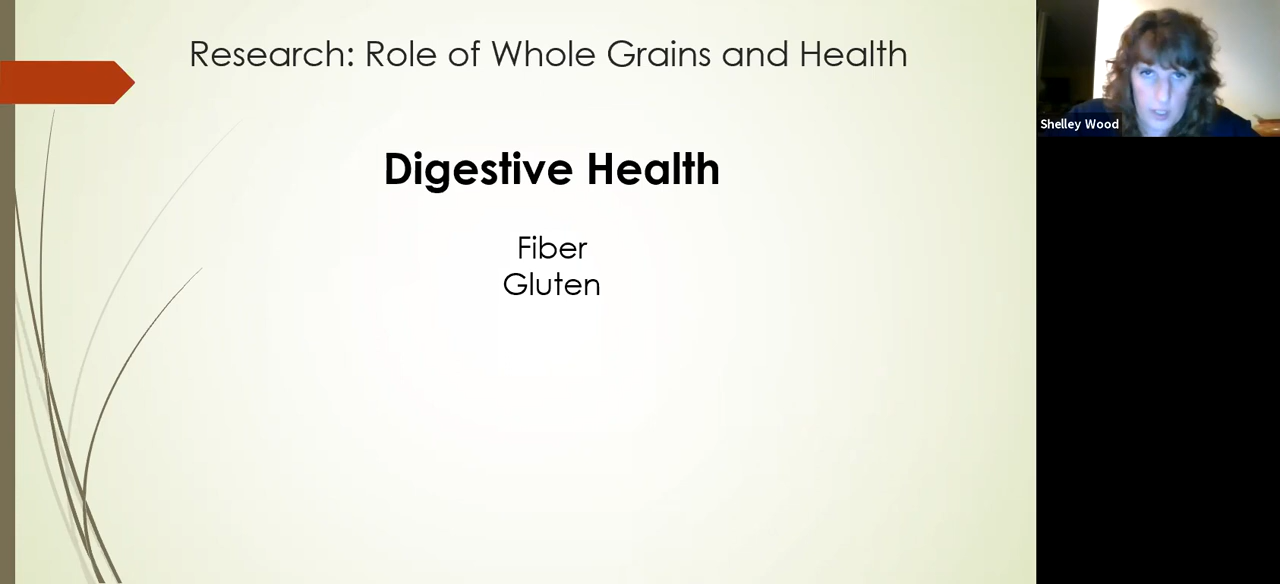 Research: Role of Whole Grains and Health
Shelley Wood
Digestive Health
Fiber
Gluten